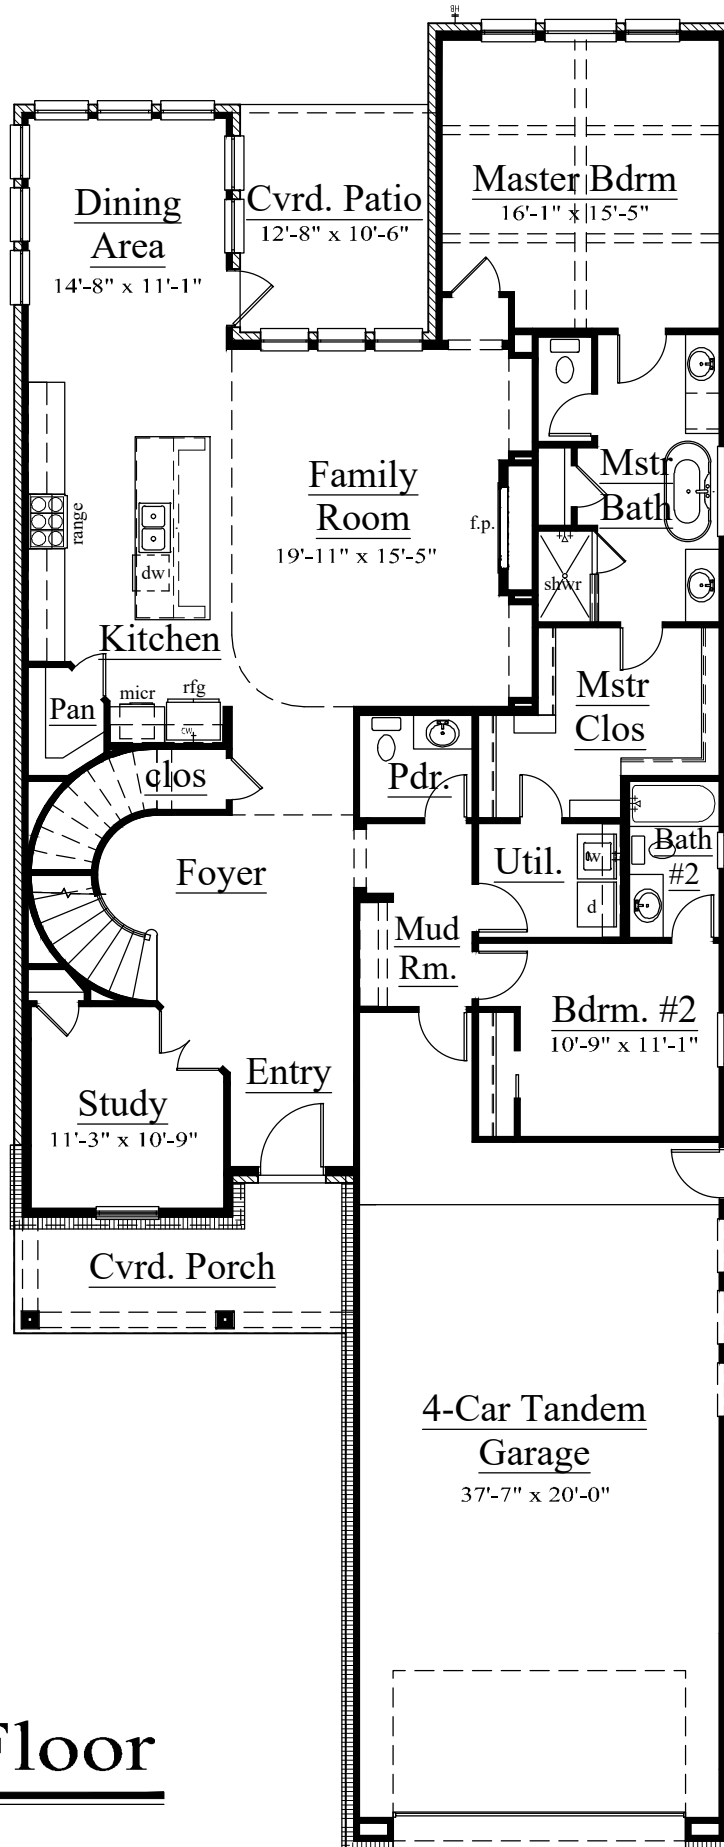 HB
Master Bdrm
16'-1" x 15'-5"
Dining
Area
14'-8" x 11'-1"
Cvrd. Patio
12'-8" x 10'-6"
Family
Room
19'-11" x 15'-5"
f.p.
Mstr
Bath
shwr
range
dw
Kitchen
Pan
micr
rfg
cw
Mstr
Clos
clos
Pdr.
Foyer
Util.
w
d
Bath
#2
Mud
Rm.
Bdrm. #2
10'-9" x 11'-1"
Entry
Study
11'-3" x 10'-9"
Cvrd. Porch
4-Car Tandem
Garage
37'-7" x 20'-0"
Floor